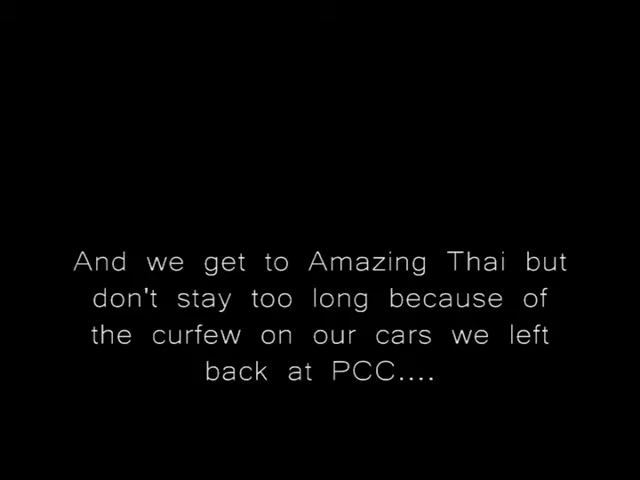 And we get to Amazing Thai but
don't stay too long because of
the curfew on our cars we left
back at PCC....